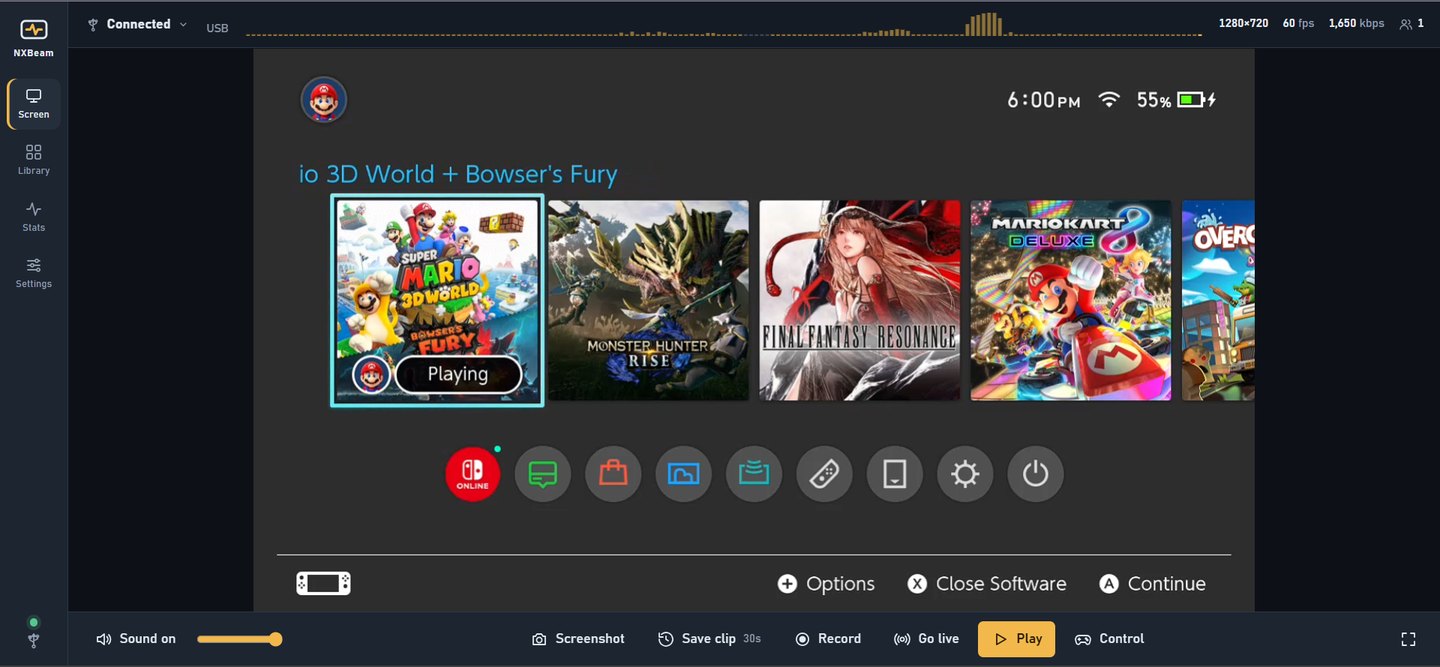 NXBeam
Connected
USB
1280×720 60 fps 1,650 kbps 1
Screen
Library
Stats
Settings
6:00PM 55%
io 3D World + Bowser's Fury
SUPER
MARIO
3D WORLD
BOWSER'S
FURY
Playing
MONSTER HUNTER
RISE
FINAL FANTASY RESONANCE
MARIOKART 8
DELUXE
OVERC
ONLINE
+ Options X Close Software A Continue
Sound on
Screenshot Save clip 30s Record Go live Play Control